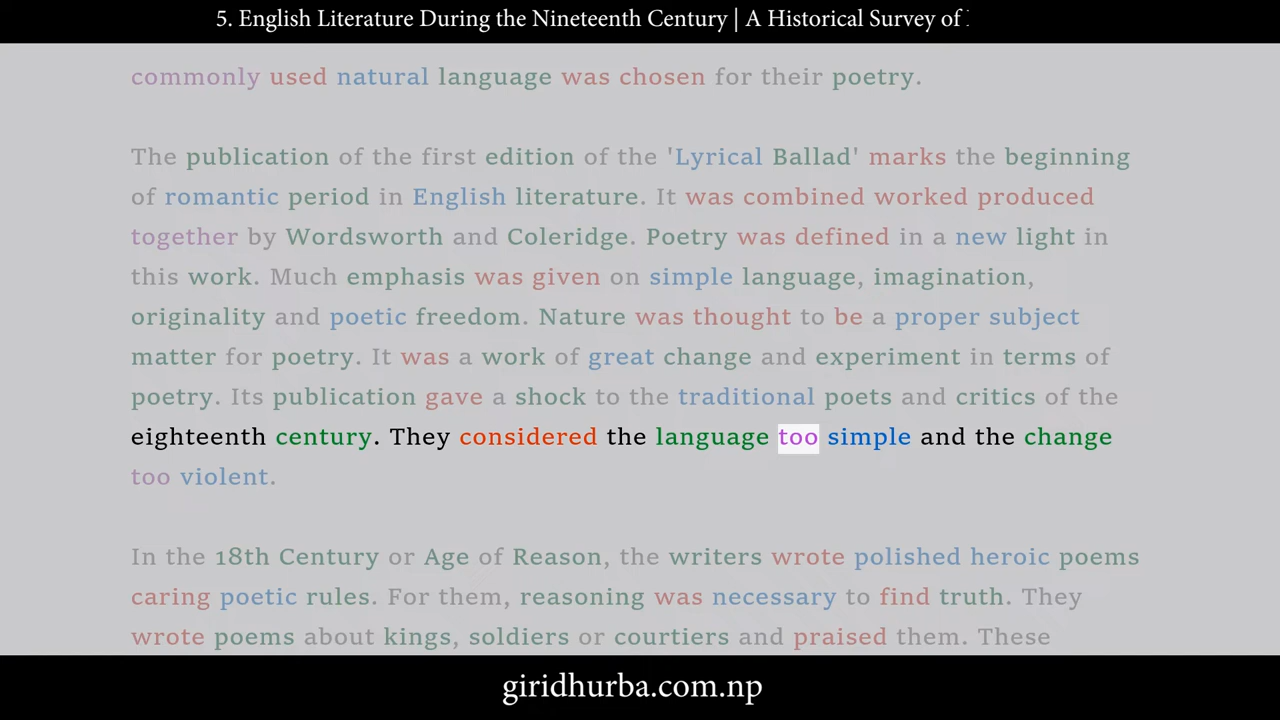 5. English Literature During the Nineteenth Century | A Historical Survey of
commonly used natural language was chosen for their poetry.
The publication of the first edition of the 'Lyrical Ballad' marks the beginning
of romantic period in English literature. It was combined worked produced
together by Wordsworth and Coleridge. Poetry was defined in a new light in
this work. Much emphasis was given on simple language, imagination,
originality and poetic freedom. Nature was thought to be a proper subject
matter for poetry. It was a work of great change and experiment in terms of
poetry. Its publication gave a shock to the traditional poets and critics of the
eighteenth century. They considered the language too simple and the change
too violent.
In the 18th Century or Age of Reason, the writers wrote polished heroic poems
caring poetic rules. For them, reasoning was necessary to find truth. They
wrote poems about kings, soldiers or courtiers and praised them. These
giridhurba.com.np